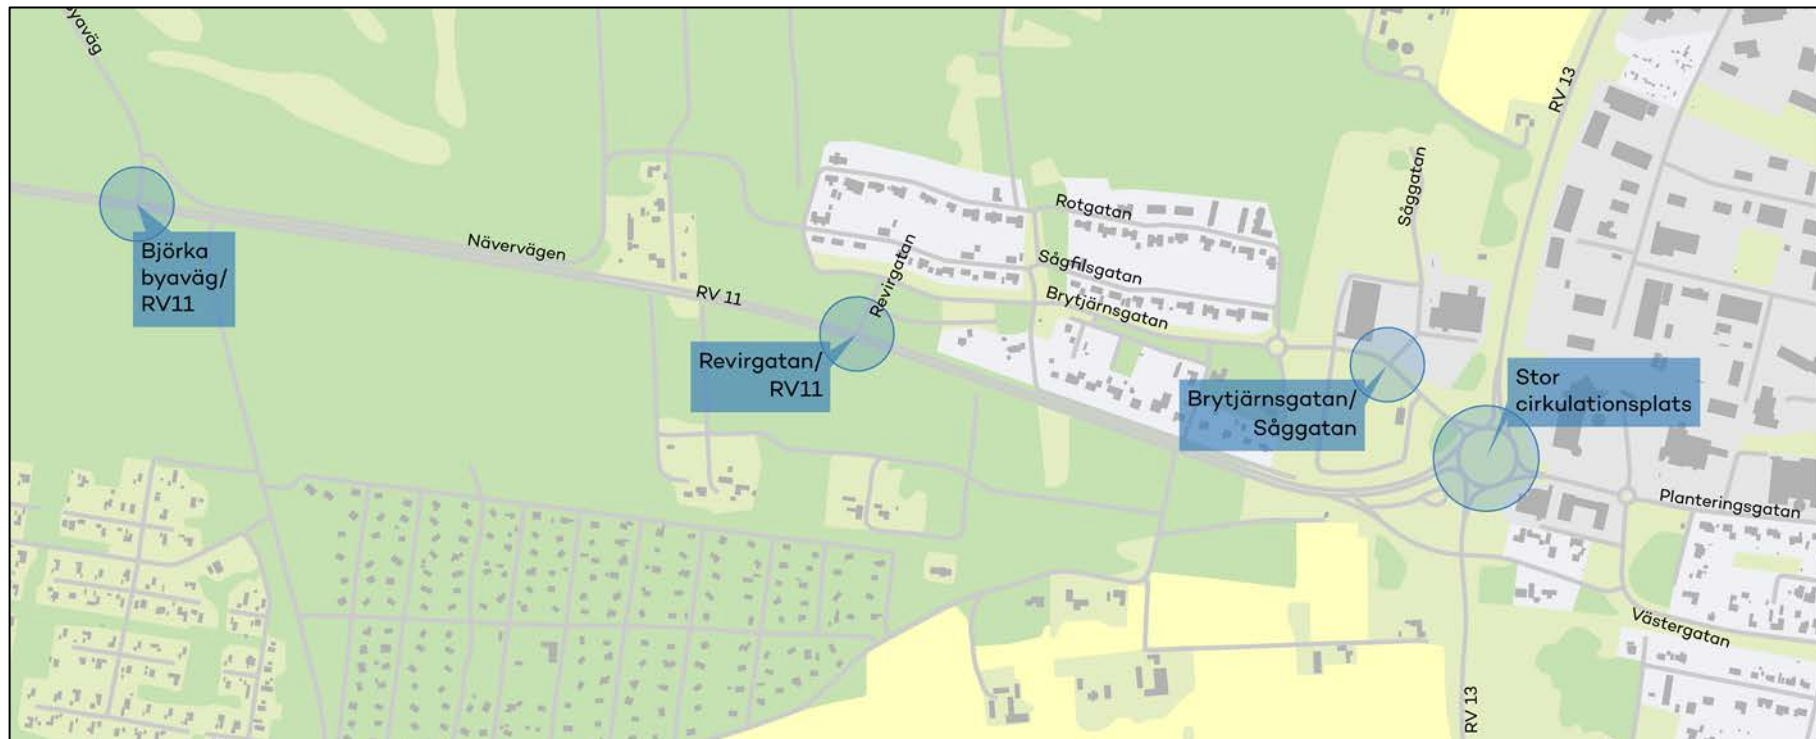 byaväg
RV 13
Såggatan
Rotgatan
Björka
byaväg/
RV11
Nävervägen
Revirgatan
Sågfilsgatan
RV 11
Brytjärnsgatan
Revirgatan/
RV11
Brytjärnsgatan/
Såggatan
Stor
cirkulationsplats
Planteringsgatan
Västergatan
RV 13